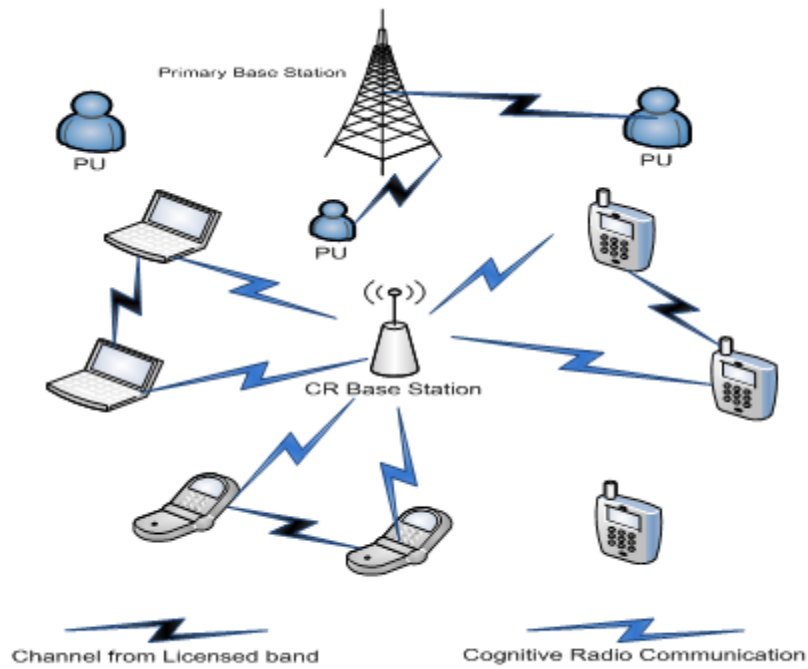 Primary Base Station
PU
PU
PU
CR Base Station
Channel from Licensed band
Cognitive Radio Communication